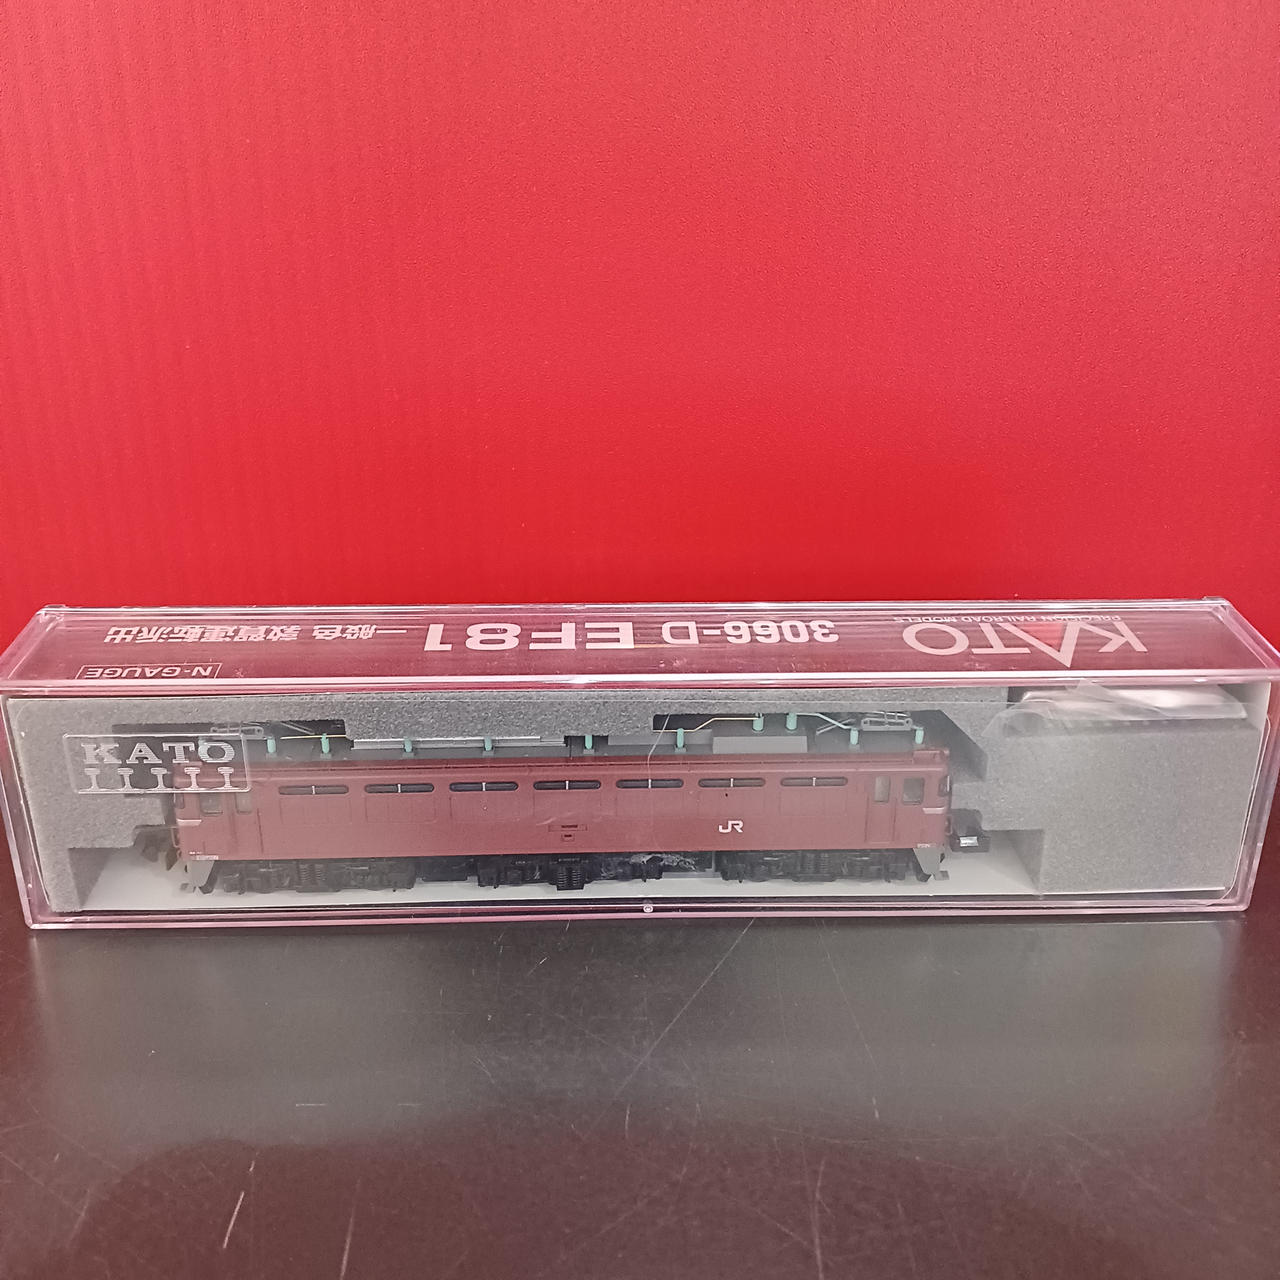 KATO
PRECISION RAILROAD MODELS
3066-D EF81 一般色 敦賀運転派出
N-GAUGE
KATO
JR